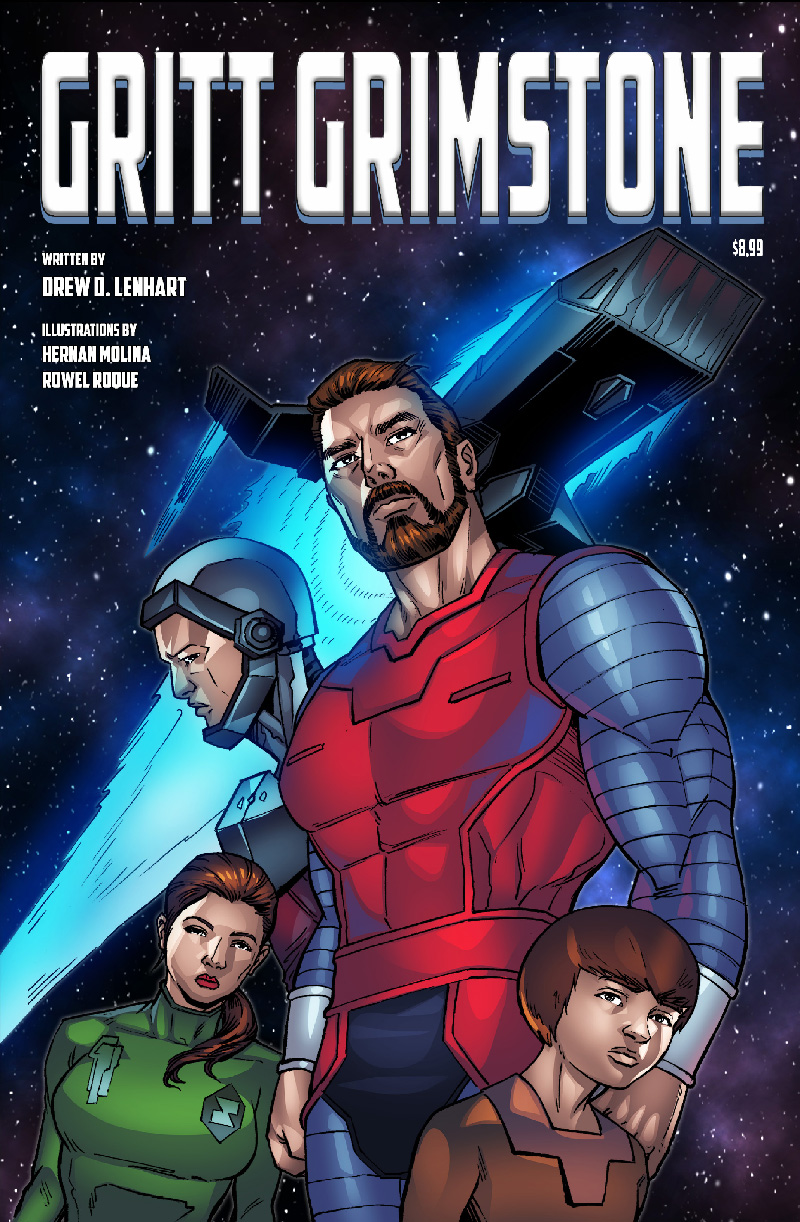 GRITT GRIMSTONE
$8.99
WRITTEN BY
DREW D. LENHART
ILLUSTRATIONS BY
HERNAN MOLINA
ROWEL ROQUE